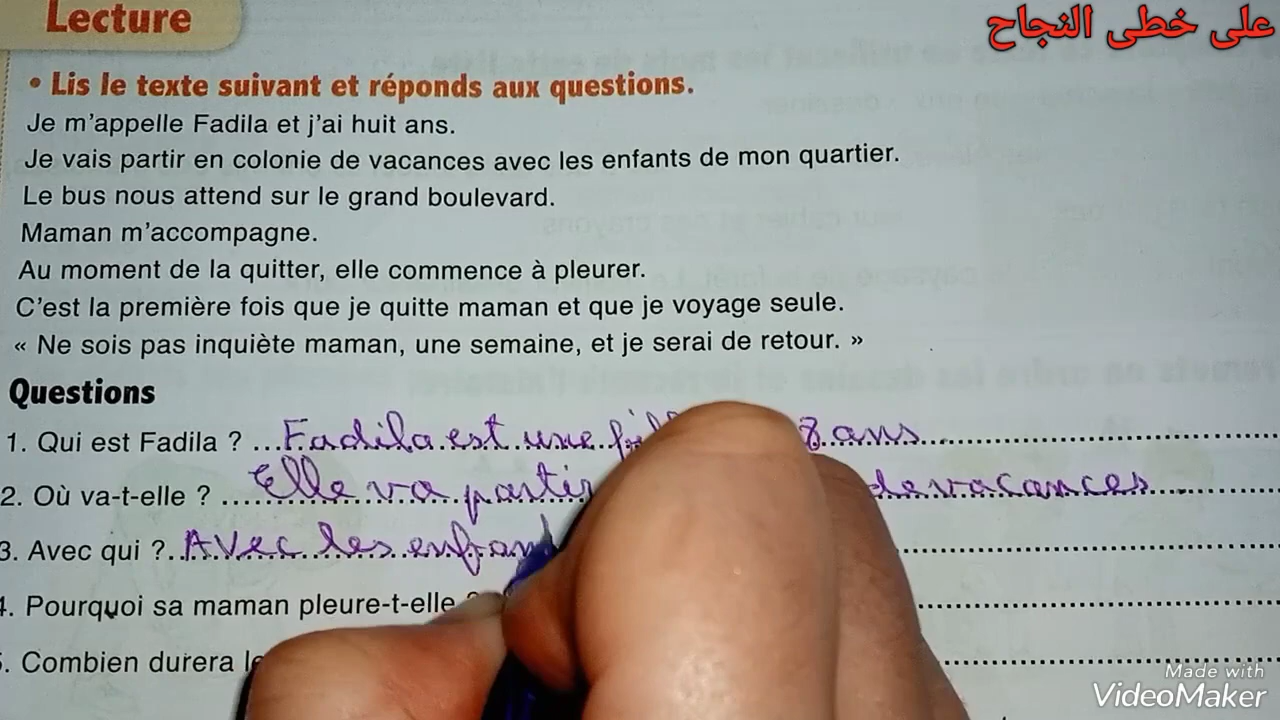 Lecture
على خطى النجاح
• Lis le texte suivant et réponds aux questions.
Je m'appelle Fadila et j'ai huit ans.
Je vais partir en colonie de vacances avec les enfants de mon quartier.
Le bus nous attend sur le grand boulevard.
Maman m'accompagne.
Au moment de la quitter, elle commence à pleurer.
C'est la première fois que je quitte maman et que je voyage seule.
« Ne sois pas inquiète maman, une semaine, et je serai de retour. »
Questions
1. Qui est Fadila ? Fadila est une 8 ans
2. Où va-t-elle ? Elle va partir de vacances
3. Avec qui ? Avec les
4. Pourquoi sa maman pleure-t-elle
. Combien durera
Made with
VideoMaker